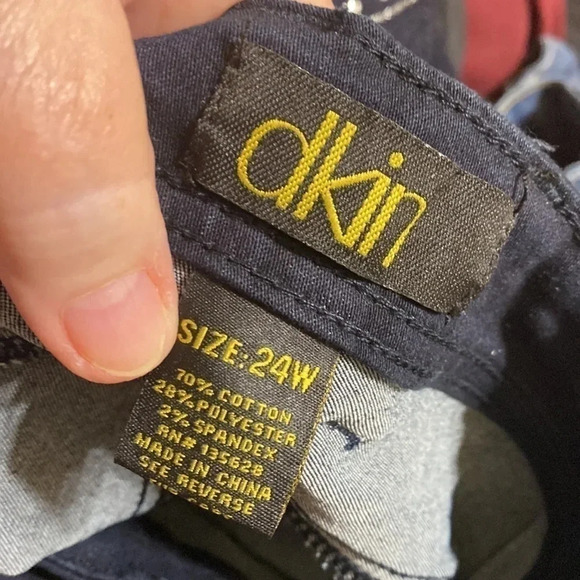 dkin
SIZE: 24W
70% COTTON
28% POLYESTER
2% SPANDEX
RN# 135628
MADE IN CHINA
SEE REVERSE